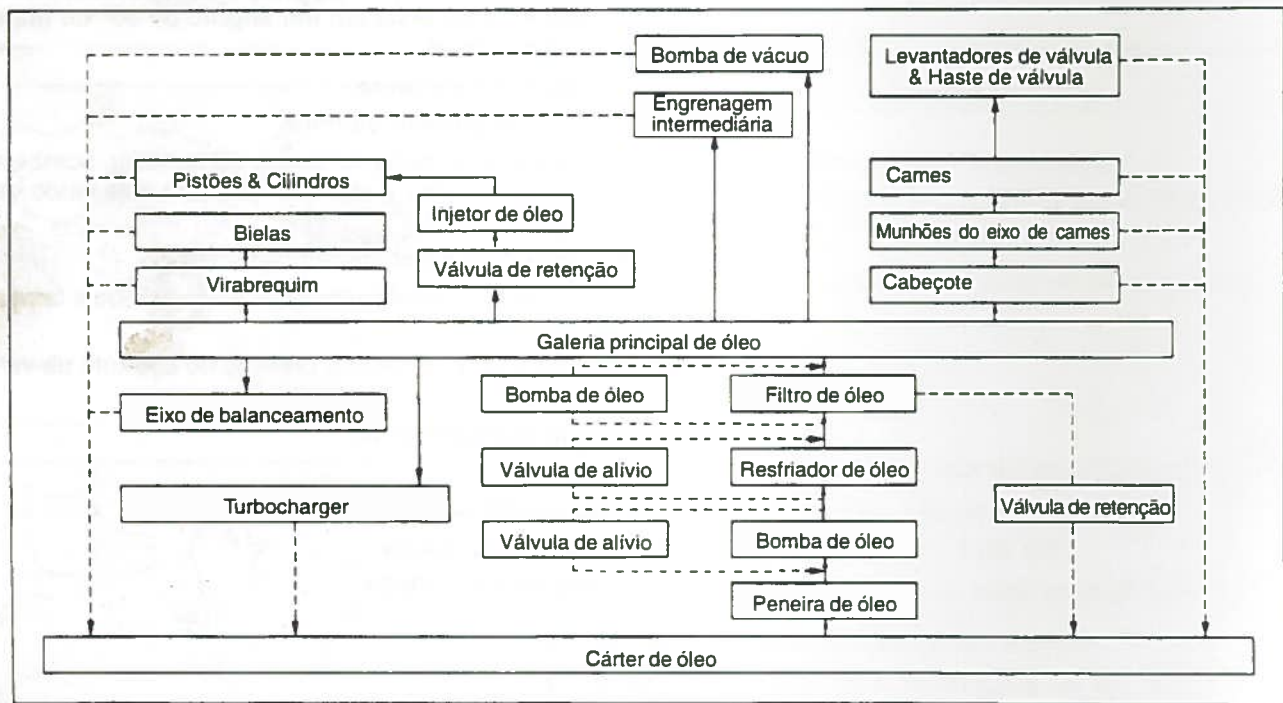 Bomba de vácuo
Levantadores de válvula
& Haste de válvula
Engrenagem
intermediária
Pistões & Cilindros
Cames
Injetor de óleo
Bielas
Munhões do eixo de cames
Válvula de retenção
Virabrequim
Cabeçote
Galeria principal de óleo
Bomba de óleo
Filtro de óleo
Eixo de balanceamento
Válvula de alívio
Resfriador de óleo
Turbocharger
Válvula de retenção
Válvula de alívio
Bomba de óleo
Peneira de óleo
Cárter de óleo